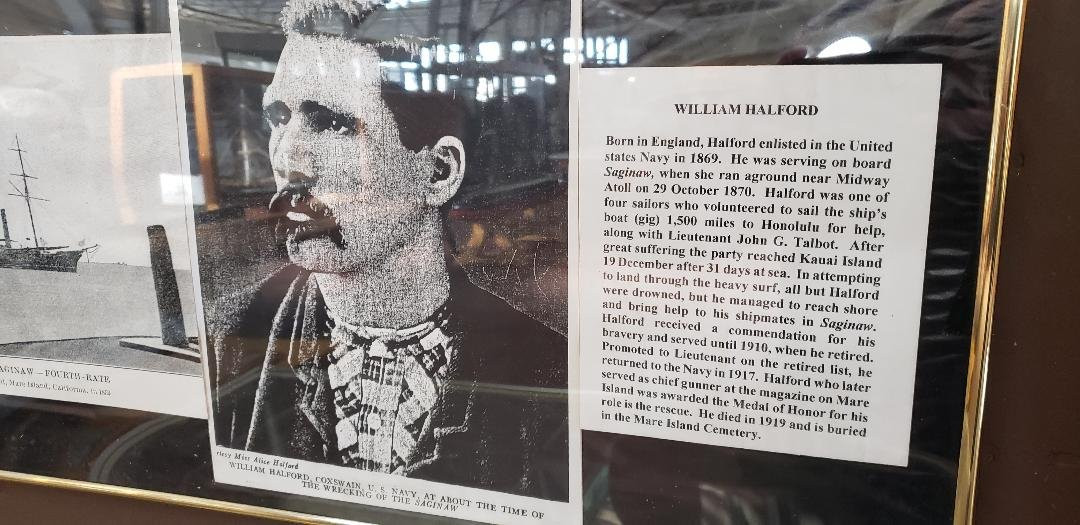 SAGINAW — FOURTH-RATE
Mare Island, California,
rtesy Miss Alice Halford
WILLIAM HALFORD, COXSWAIN, U. S. NAVY, AT ABOUT THE TIME OF
THE WRECKING OF THE SAGINAW
WILLIAM HALFORD
Born in England, Halford enlisted in the United
states Navy in 1869. He was serving on board
Saginaw, when she ran aground near Midway
Atoll on 29 October 1870. Halford was one of
four sailors who volunteered to sail the ship's
boat (gig) 1,500 miles to Honolulu for help,
along with Lieutenant John G. Talbot. After
great suffering the party reached Kauai Island
19 December after 31 days at sea. In attempting
to land through the heavy surf, all but Halford
were drowned, but he managed to reach shore
and bring help to his shipmates in Saginaw.
Halford received a commendation for his
bravery and served until 1910, when he retired.
Promoted to Lieutenant on the retired list, he
returned to the Navy in 1917. Halford who later
served as chief gunner at the magazine on Mare
Island was awarded the Medal of Honor for his
role is the rescue. He died in 1919 and is buried
in the Mare Island Cemetery.